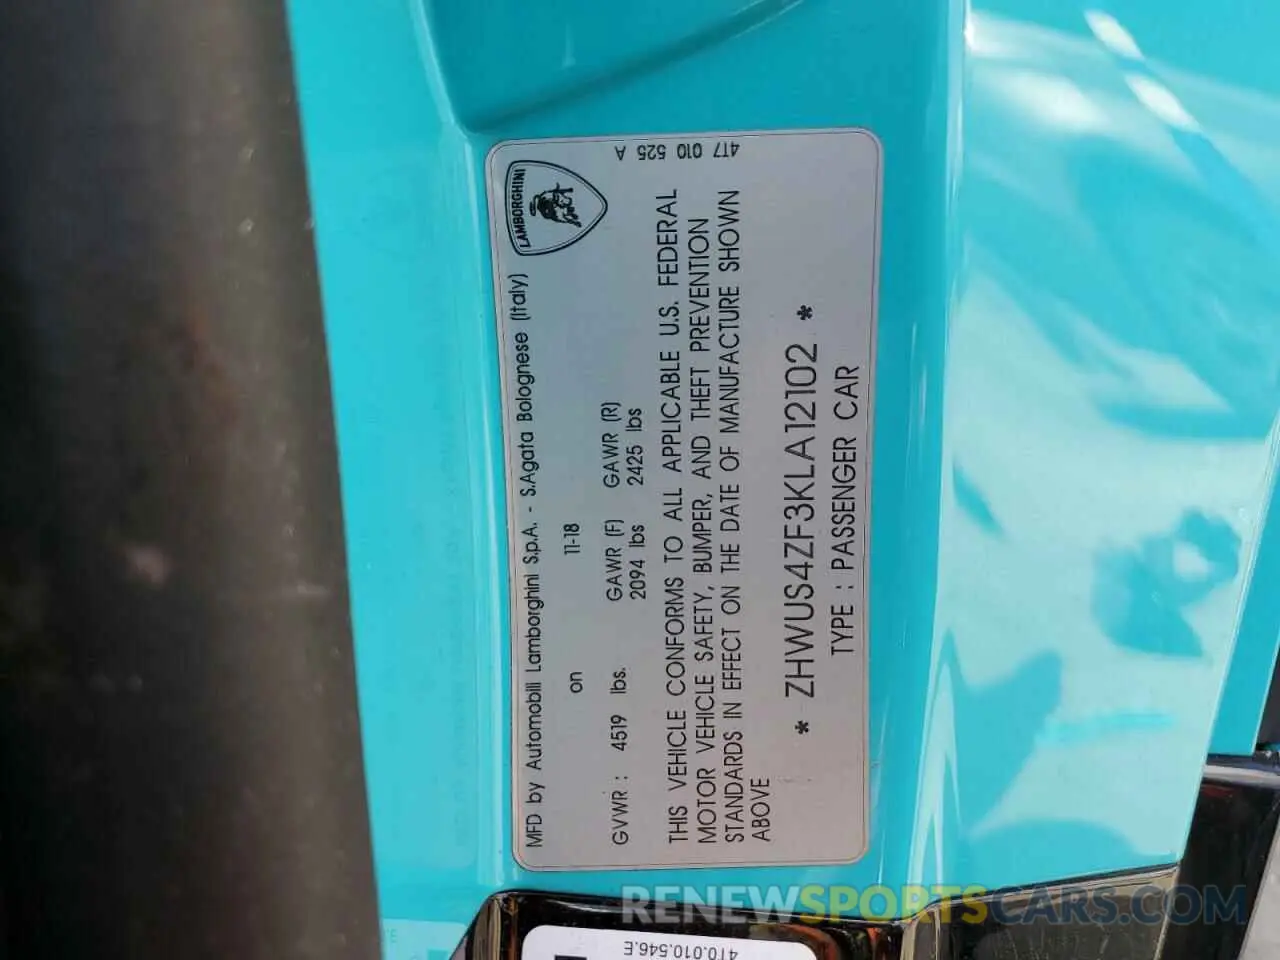 LAMBORGHINI
MFD by Automobili Lamborghini S.p.A. - S.Agata Bolognese (Italy)
on 11-18
GVWR : 4519 lbs. GAWR (F) GAWR (R)
2094 lbs 2425 lbs
THIS VEHICLE CONFORMS TO ALL APPLICABLE U.S. FEDERAL
MOTOR VEHICLE SAFETY, BUMPER, AND THEFT PREVENTION
STANDARDS IN EFFECT ON THE DATE OF MANUFACTURE SHOWN
ABOVE
* ZHWUS4ZF3KLA12102 *
TYPE : PASSENGER CAR
4T7 010 525 A
4T0.010.546.E
RENEWSPORTSCARS.COM